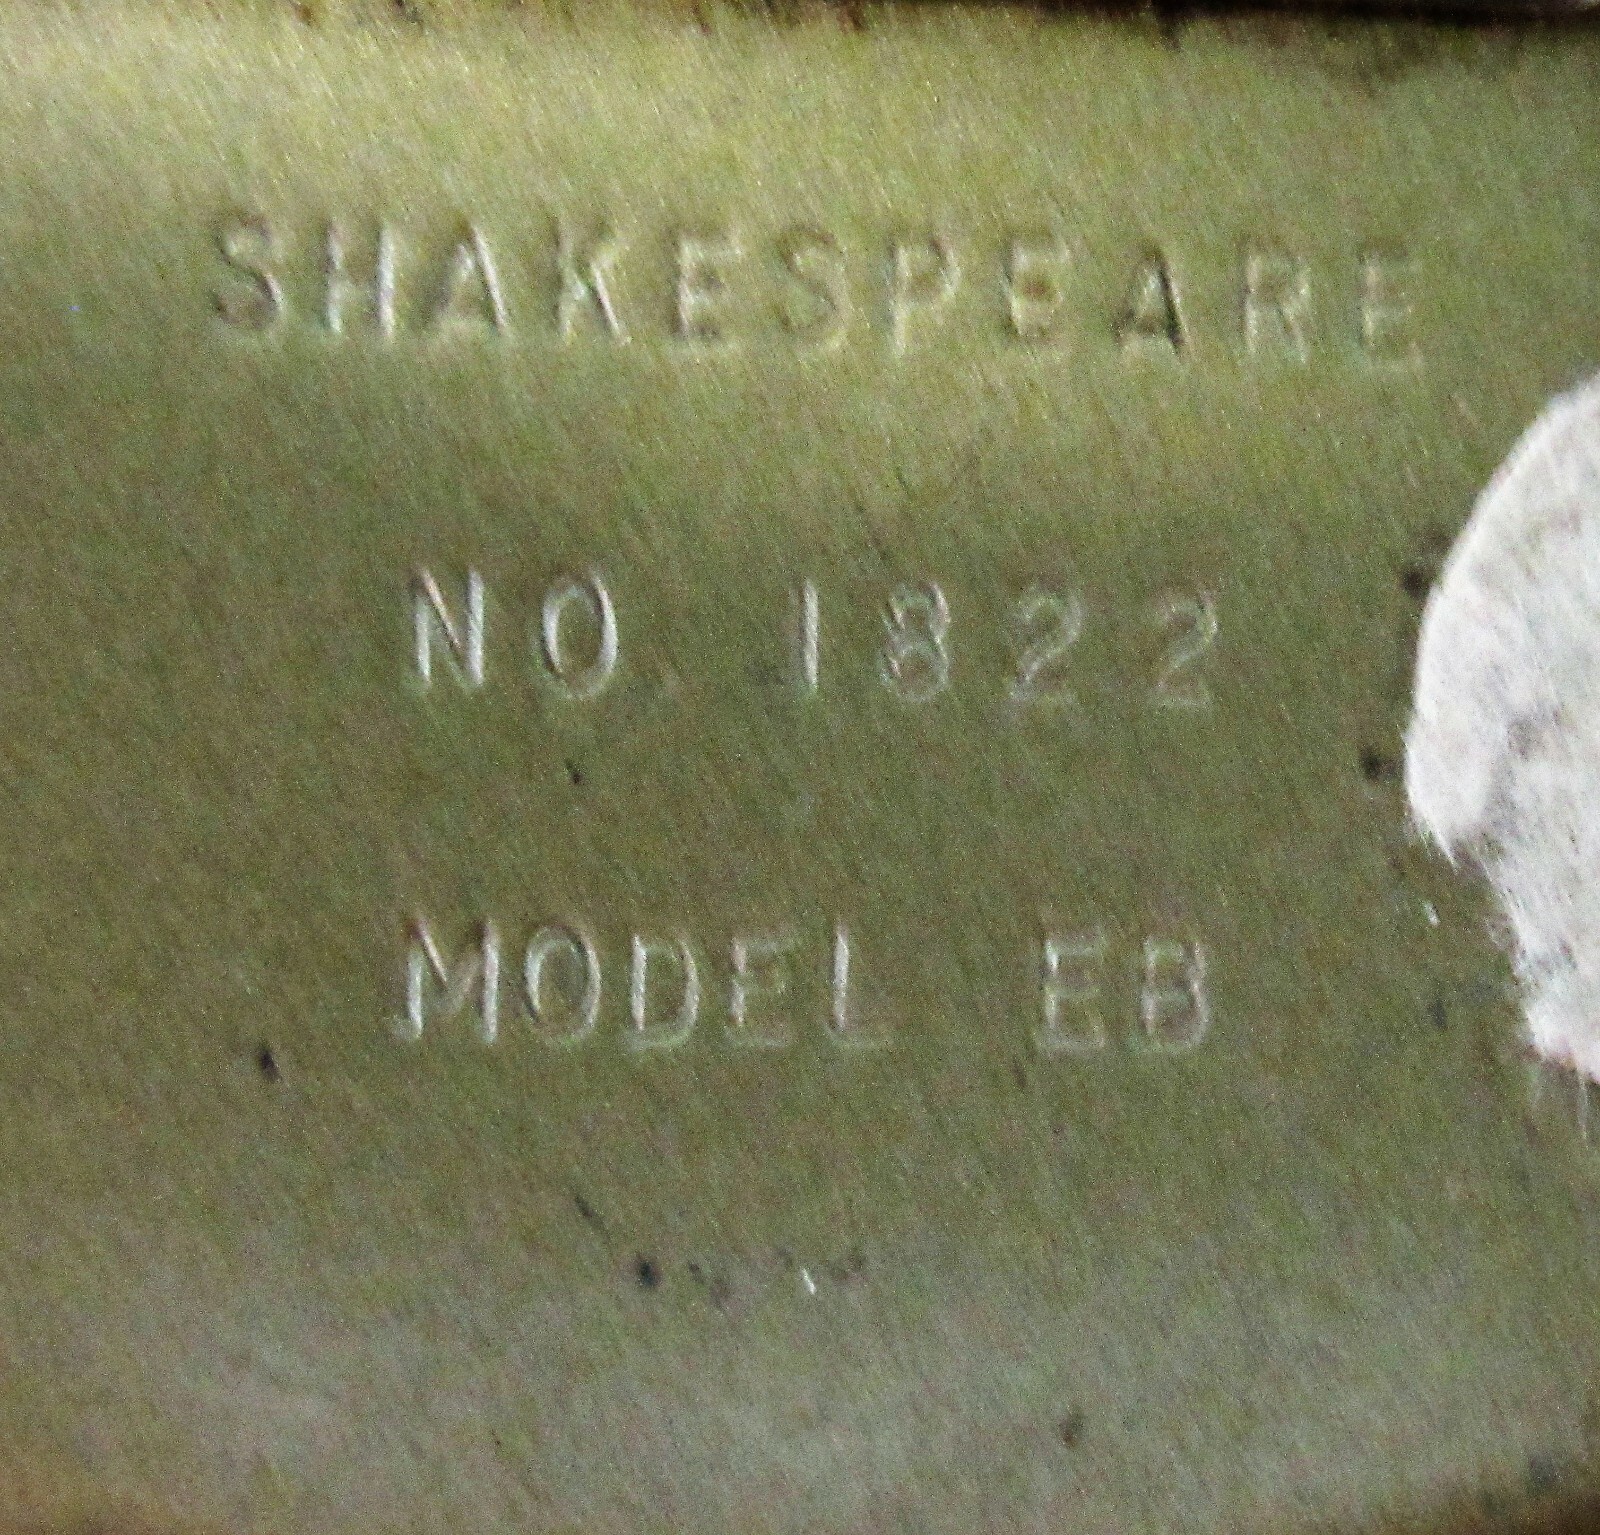 SHAKESPEARE
NO 1822
MODEL EB